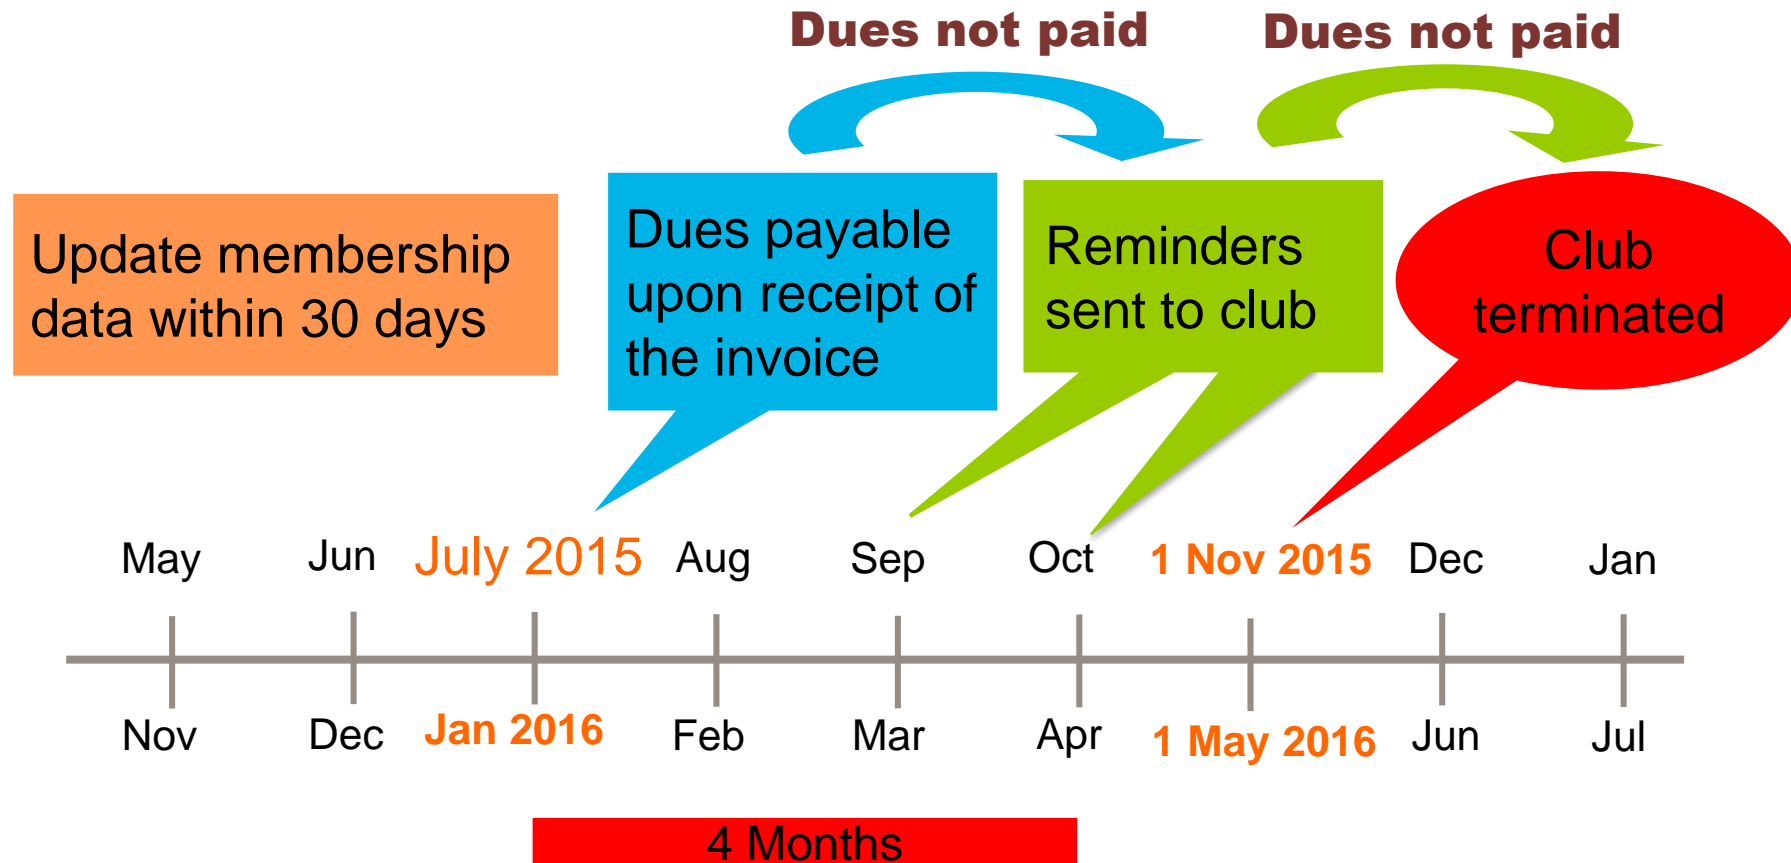 Dues not paid
Dues not paid
Update membership
data within 30 days
Dues payable
upon receipt of
the invoice
Reminders
sent to club
Club
terminated
May
Jun
July 2015
Aug
Sep
Oct
1 Nov 2015
Dec
Jan
Nov
Dec
Jan 2016
Feb
Mar
Apr
1 May 2016
Jun
Jul
4 Months